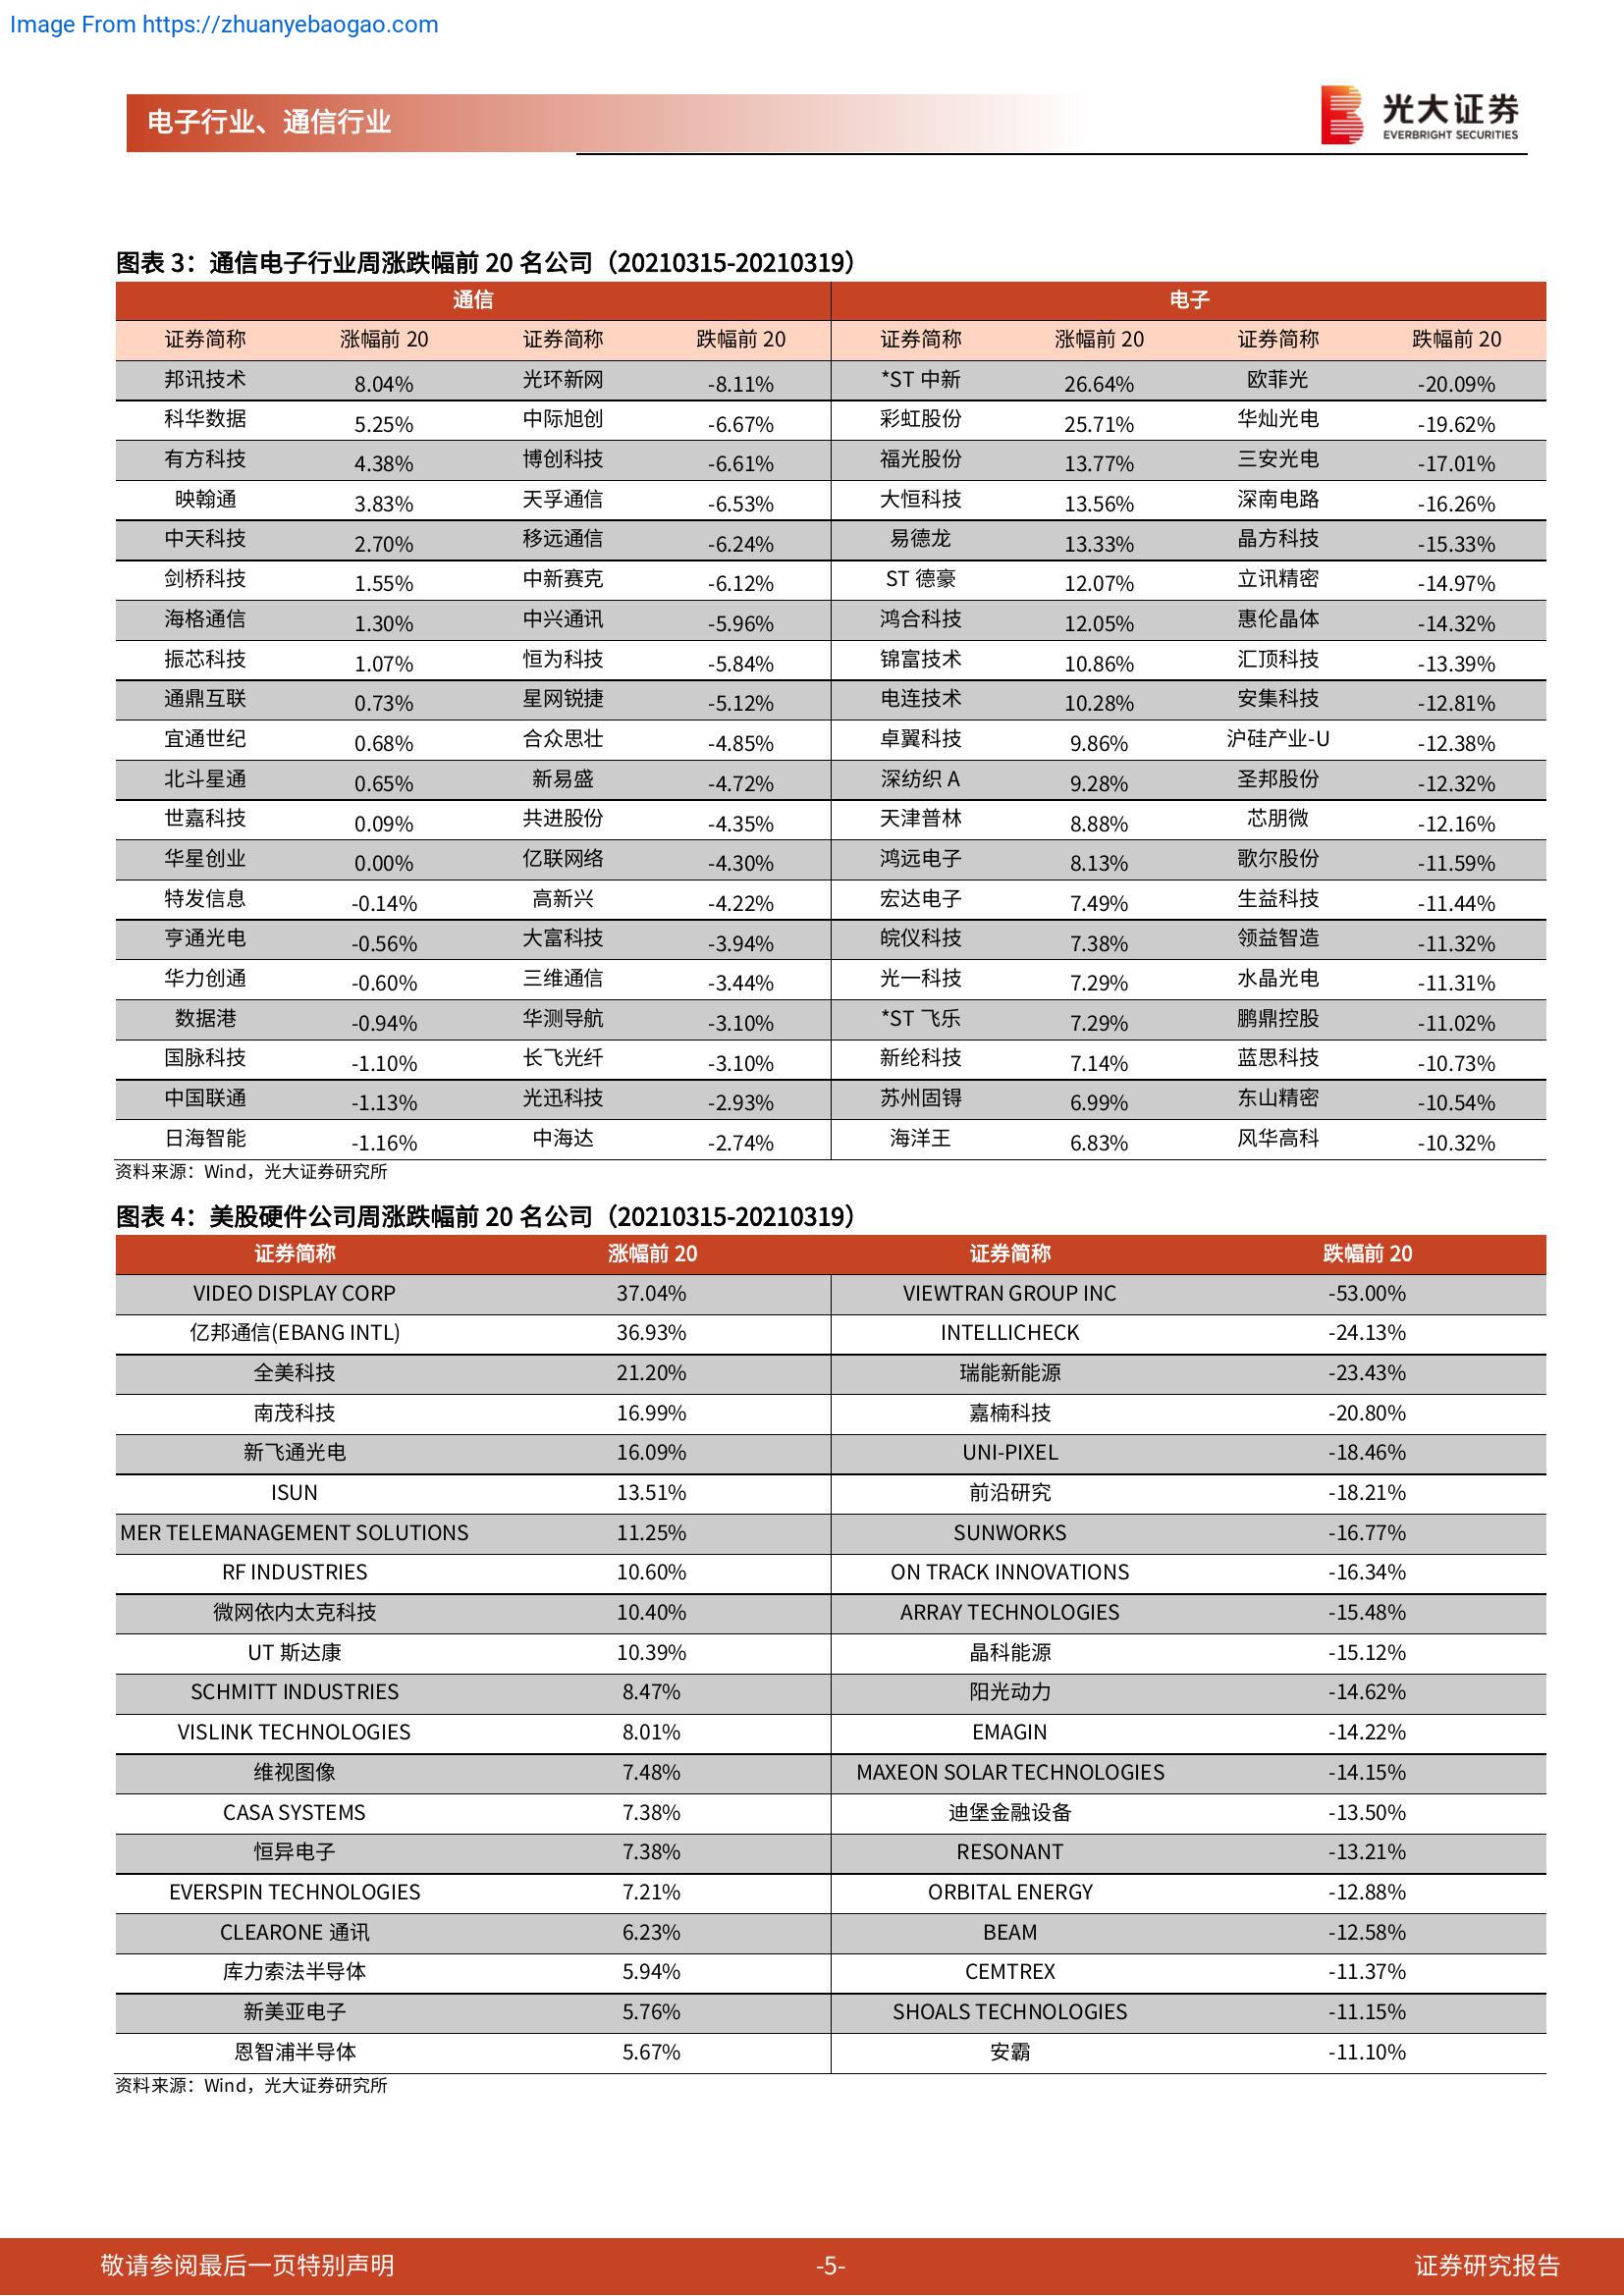 Image From https://zhuanyebaogao.com
电子行业、通信行业
光大证券
EVERBRIGHT SECURITIES
图表 3：通信电子行业周涨跌幅前 20 名公司（20210315-20210319）
通信 电子
证券简称 涨幅前 20 证券简称 跌幅前 20 证券简称 涨幅前 20 证券简称 跌幅前 20
邦讯技术 8.04% 光环新网 -8.11% *ST 中新 26.64% 欧菲光 -20.09%
科华数据 5.25% 中际旭创 -6.67% 彩虹股份 25.71% 华灿光电 -19.62%
有方科技 4.38% 博创科技 -6.61% 福光股份 13.77% 三安光电 -17.01%
映翰通 3.83% 天孚通信 -6.53% 大恒科技 13.56% 深南电路 -16.26%
中天科技 2.70% 移远通信 -6.24% 易德龙 13.33% 晶方科技 -15.33%
剑桥科技 1.55% 中新赛克 -6.12% ST 德豪 12.07% 立讯精密 -14.97%
海格通信 1.30% 中兴通讯 -5.96% 鸿合科技 12.05% 惠伦晶体 -14.32%
振芯科技 1.07% 恒为科技 -5.84% 锦富技术 10.86% 汇顶科技 -13.39%
通鼎互联 0.73% 星网锐捷 -5.12% 电连技术 10.28% 安集科技 -12.81%
宜通世纪 0.68% 合众思壮 -4.85% 卓翼科技 9.86% 沪硅产业-U -12.38%
北斗星通 0.65% 新易盛 -4.72% 深纺织 A 9.28% 圣邦股份 -12.32%
世嘉科技 0.09% 共进股份 -4.35% 天津普林 8.88% 芯朋微 -12.16%
华星创业 0.00% 亿联网络 -4.30% 鸿远电子 8.13% 歌尔股份 -11.59%
特发信息 -0.14% 高新兴 -4.22% 宏达电子 7.49% 生益科技 -11.44%
亨通光电 -0.56% 大富科技 -3.94% 皖仪科技 7.38% 领益智造 -11.32%
华力创通 -0.60% 三维通信 -3.44% 光一科技 7.29% 水晶光电 -11.31%
数据港 -0.94% 华测导航 -3.10% *ST 飞乐 7.29% 鹏鼎控股 -11.02%
国脉科技 -1.10% 长飞光纤 -3.10% 新纶科技 7.14% 蓝思科技 -10.73%
中国联通 -1.13% 光迅科技 -2.93% 苏州固锝 6.99% 东山精密 -10.54%
日海智能 -1.16% 中海达 -2.74% 海洋王 6.83% 风华高科 -10.32%
资料来源：Wind，光大证券研究所
图表 4：美股硬件公司周涨跌幅前 20 名公司（20210315-20210319）
证券简称 涨幅前 20 证券简称 跌幅前 20
VIDEO DISPLAY CORP 37.04% VIEWTRAN GROUP INC -53.00%
亿邦通信(EBANG INTL) 36.93% INTELLICHECK -24.13%
全美科技 21.20% 瑞能新能源 -23.43%
南茂科技 16.99% 嘉楠科技 -20.80%
新飞通光电 16.09% UNI-PIXEL -18.46%
ISUN 13.51% 前沿研究 -18.21%
MER TELEMANAGEMENT SOLUTIONS 11.25% SUNWORKS -16.77%
RF INDUSTRIES 10.60% ON TRACK INNOVATIONS -16.34%
微网依内太克科技 10.40% ARRAY TECHNOLOGIES -15.48%
UT 斯达康 10.39% 晶科能源 -15.12%
SCHMITT INDUSTRIES 8.47% 阳光动力 -14.62%
VISLINK TECHNOLOGIES 8.01% EMAGIN -14.22%
维视图像 7.48% MAXEON SOLAR TECHNOLOGIES -14.15%
CASA SYSTEMS 7.38% 迪堡金融设备 -13.50%
恒异电子 7.38% RESONANT -13.21%
EVERSPIN TECHNOLOGIES 7.21% ORBITAL ENERGY -12.88%
CLEARONE 通讯 6.23% BEAM -12.58%
库力索法半导体 5.94% CEMTREX -11.37%
新美亚电子 5.76% SHOALS TECHNOLOGIES -11.15%
恩智浦半导体 5.67% 安霸 -11.10%
资料来源：Wind，光大证券研究所
敬请参阅最后一页特别声明 -5- 证券研究报告